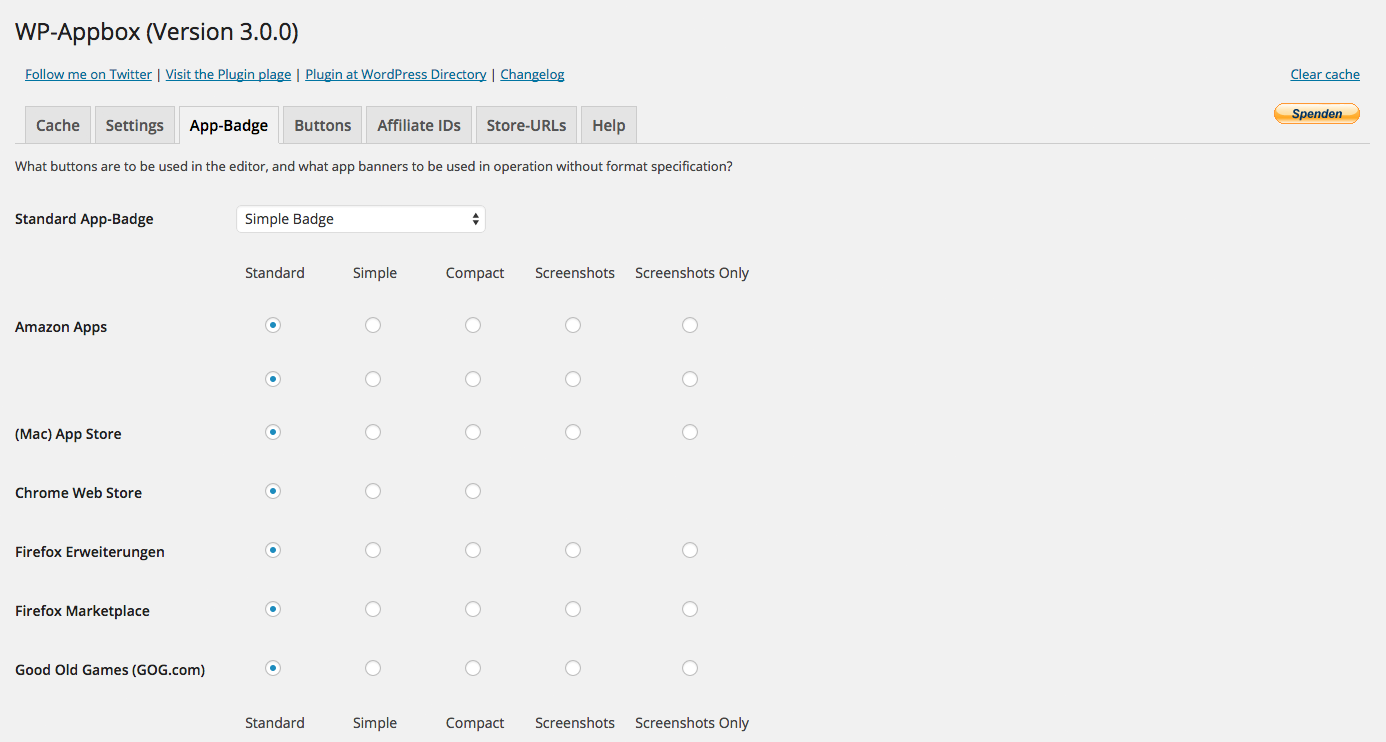 WP-Appbox (Version 3.0.0)
Follow me on Twitter | Visit the Plugin plage | Plugin at WordPress Directory | Changelog
Clear cache
Cache Settings App-Badge Buttons Affiliate IDs Store-URLs Help
Spenden
What buttons are to be used in the editor, and what app banners to be used in operation without format specification?
Standard App-Badge Simple Badge
Standard Simple Compact Screenshots Screenshots Only
Amazon Apps
(Mac) App Store
Chrome Web Store
Firefox Erweiterungen
Firefox Marketplace
Good Old Games (GOG.com)
Standard Simple Compact Screenshots Screenshots Only